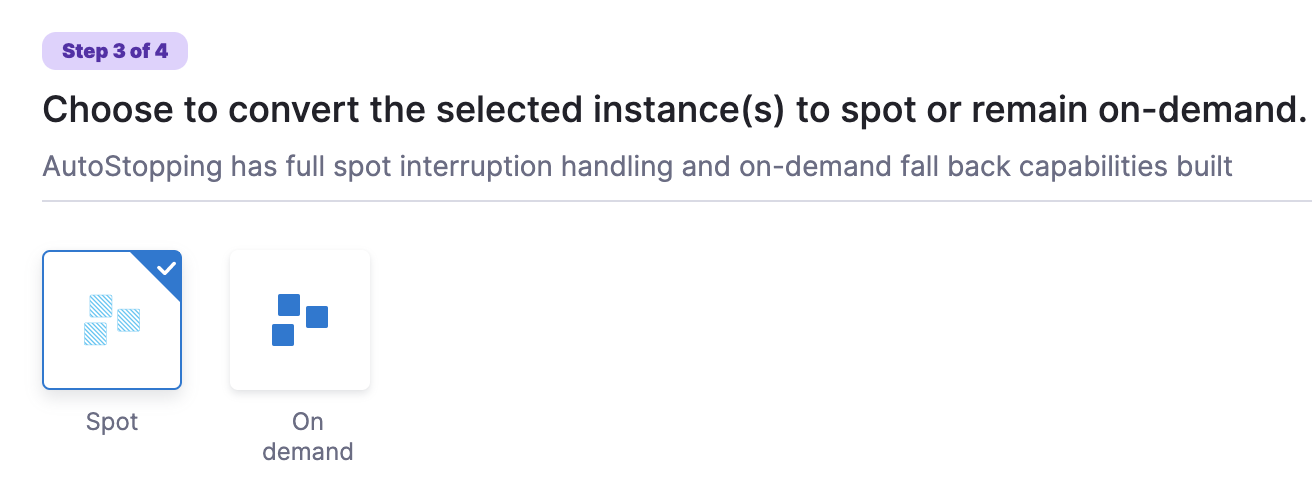 Step 3 of 4
Choose to convert the selected instance(s) to spot or remain on-demand.
AutoStopping has full spot interruption handling and on-demand fall back capabilities built
Spot
On
demand